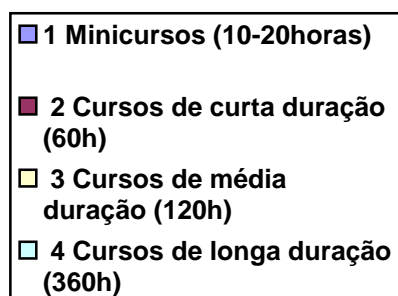 1 Minicursos (10-20horas)
2 Cursos de curta duração
(60h)
3 Cursos de média
duração (120h)
4 Cursos de longa duração
(360h)